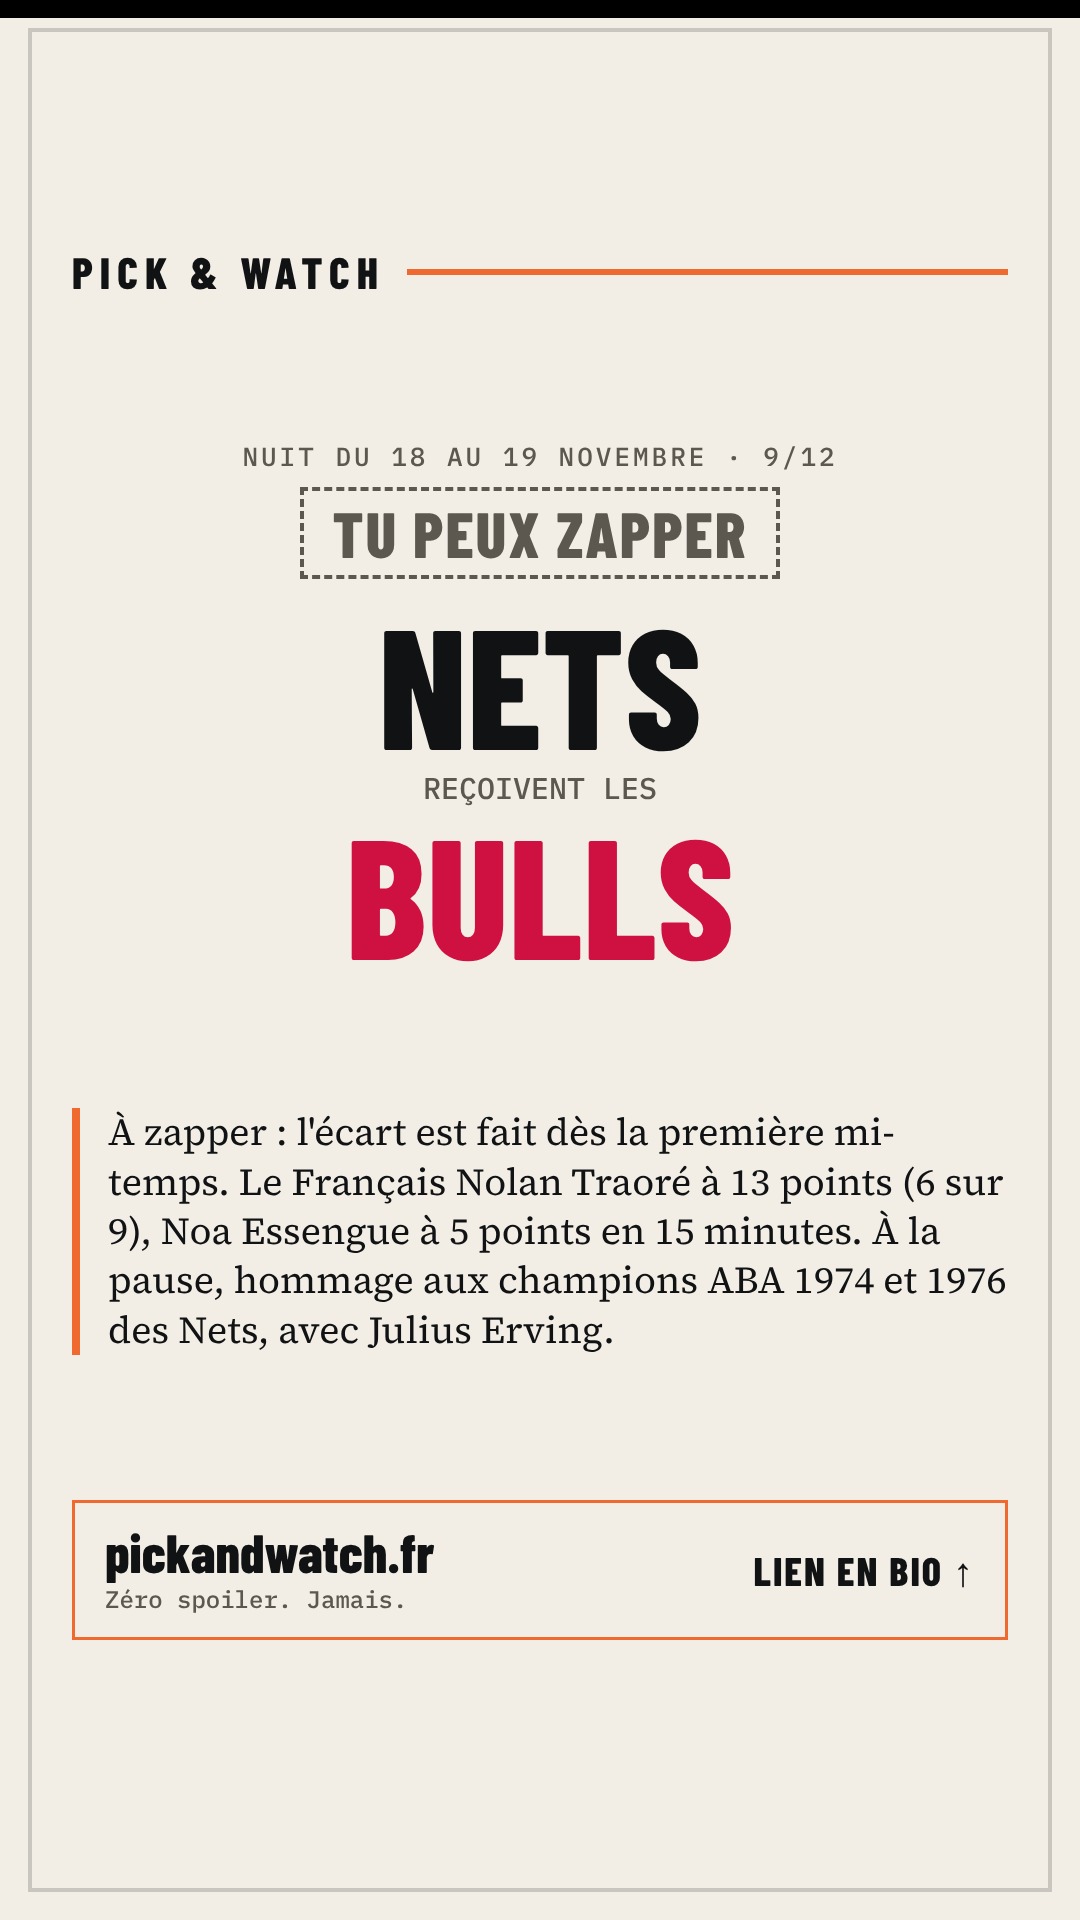 PICK & WATCH
NUIT DU 18 AU 19 NOVEMBRE · 9/12
TU PEUX ZAPPER
NETS
REÇOIVENT LES
BULLS
À zapper : l'écart est fait dès la première mi-
temps. Le Français Nolan Traoré à 13 points (6 sur
9), Noa Essengue à 5 points en 15 minutes. À la
pause, hommage aux champions ABA 1974 et 1976
des Nets, avec Julius Erving.
pickandwatch.fr
Zéro spoiler. Jamais.
LIEN EN BIO ↑